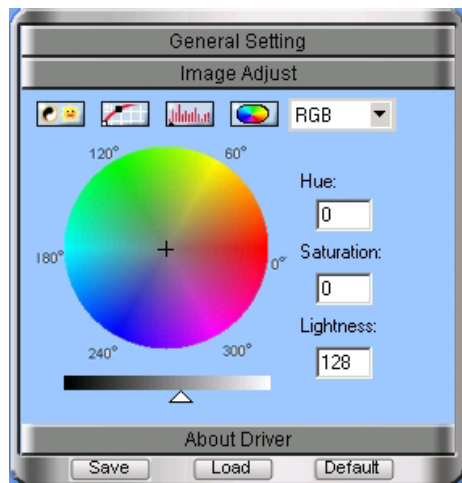 General Setting
Image Adjust
RGB
120°
60°
Hue:
0
180°
0°
Saturation:
0
Lightness:
240°
300°
128
About Driver
Save
Load
Default